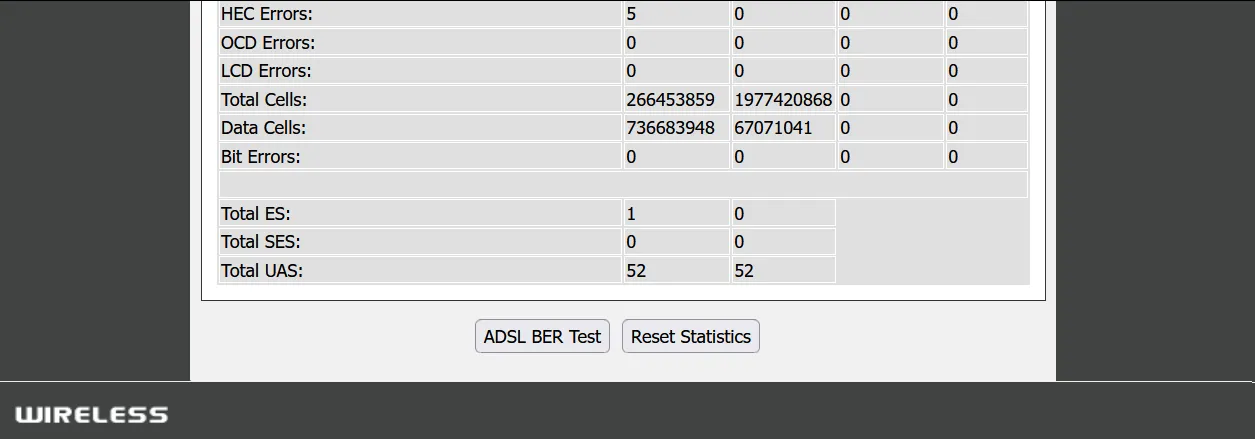 HEC Errors: 5 0 0 0
OCD Errors: 0 0 0 0
LCD Errors: 0 0 0 0
Total Cells: 266453859 1977420868 0 0
Data Cells: 736683948 67071041 0 0
Bit Errors: 0 0 0 0
Total ES: 1 0
Total SES: 0 0
Total UAS: 52 52
ADSL BER Test Reset Statistics
WIRELESS